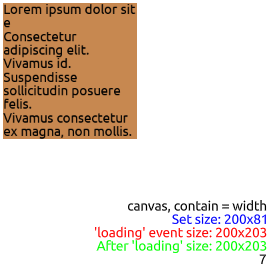 Lorem ipsum dolor sit
e
Consectetur
adipiscing elit.
Vivamus id.
Suspendisse
sollicitudin posuere
felis.
Vivamus consectetur
ex magna, non mollis.
canvas, contain = width
Set size: 200x81
'loading' event size: 200x203
After 'loading' size: 200x203
7